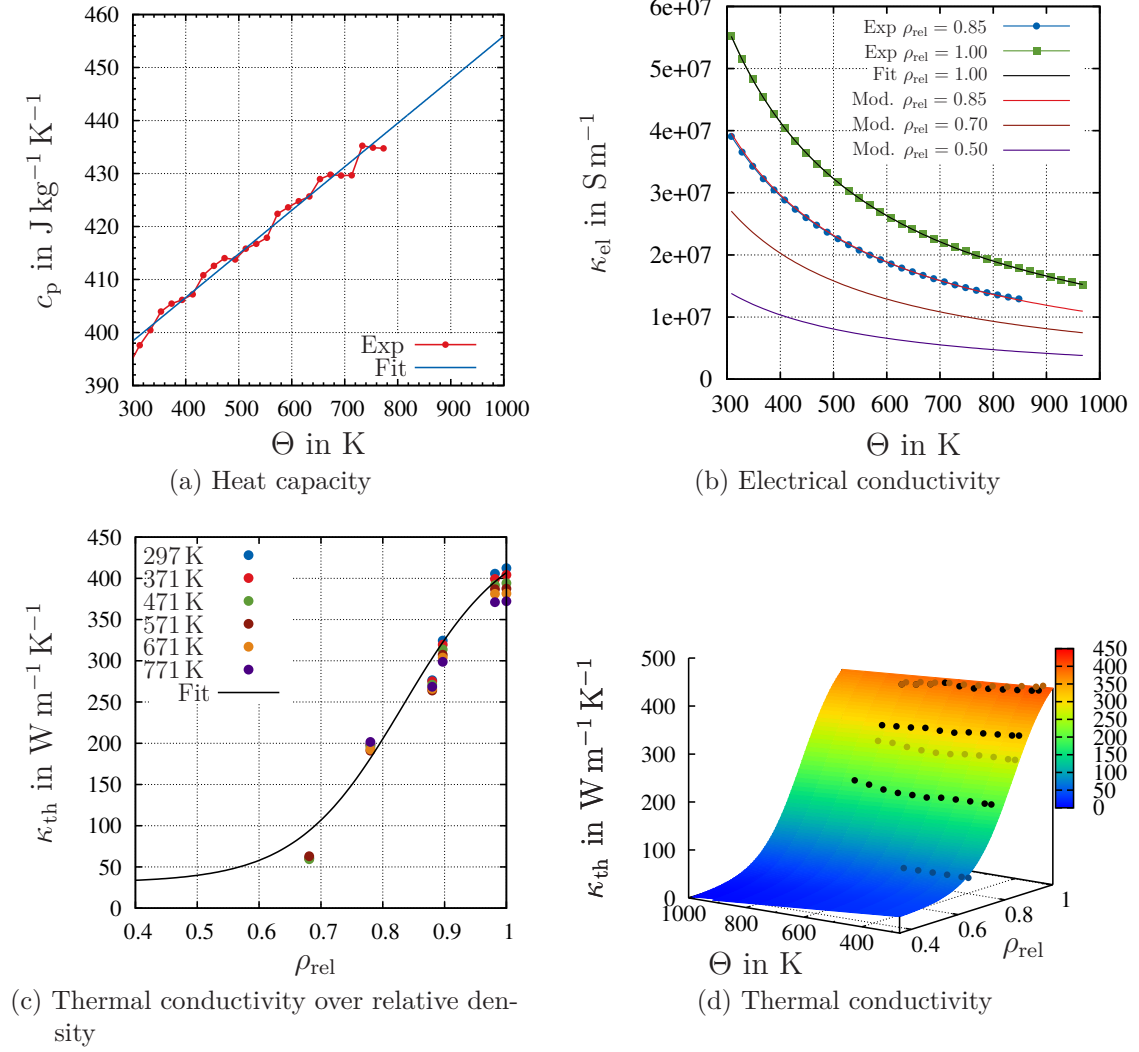 460
450
440
430
420
410
400
390
300 400 500 600 700 800 900 1000
c_p in J kg⁻¹ K⁻¹
Θ in K
Exp
Fit
(a) Heat capacity
6e+07
5e+07
4e+07
3e+07
2e+07
1e+07
0
300 400 500 600 700 800 900 1000
κ_el in S m⁻¹
Θ in K
Exp ρ_rel = 0.85
Exp ρ_rel = 1.00
Fit ρ_rel = 1.00
Mod. ρ_rel = 0.85
Mod. ρ_rel = 0.70
Mod. ρ_rel = 0.50
(b) Electrical conductivity
450
400
350
300
250
200
150
100
50
0
0.4 0.5 0.6 0.7 0.8 0.9 1
κ_th in W m⁻¹ K⁻¹
ρ_rel
297 K
371 K
471 K
571 K
671 K
771 K
Fit
(c) Thermal conductivity over relative den-
sity
500
400
300
200
100
0
1000 800 600 400
0.4 0.6 0.8 1
κ_th in W m⁻¹ K⁻¹
Θ in K
ρ_rel
450
400
350
300
250
200
150
100
50
0
(d) Thermal conductivity